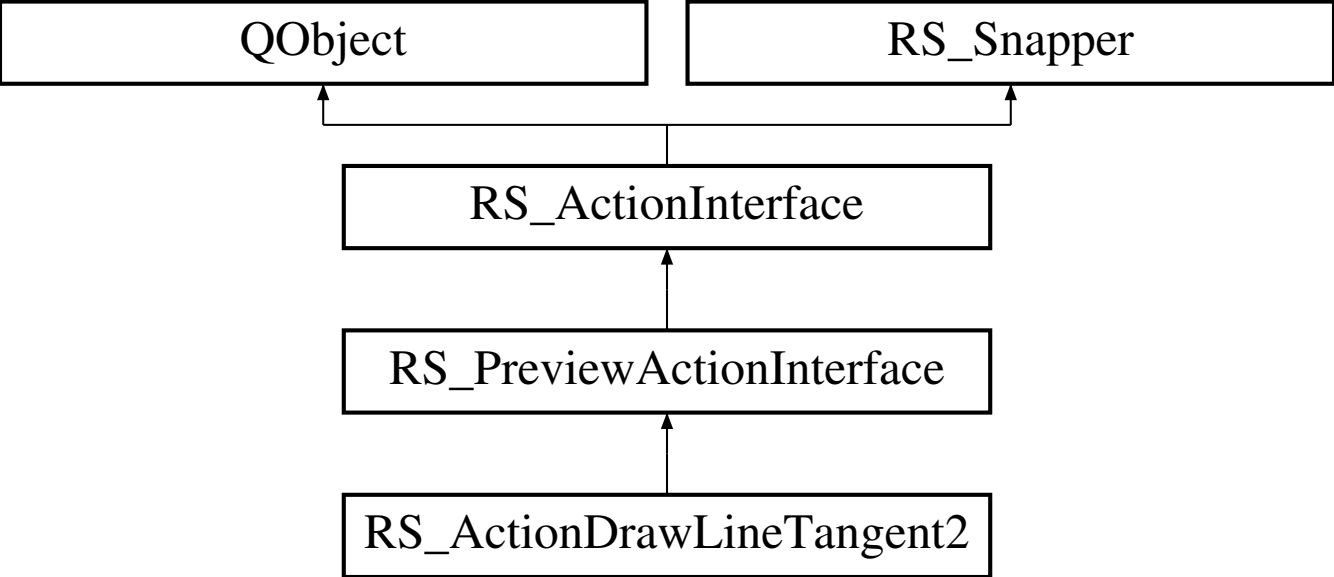 QObject
RS_Snapper
RS_ActionInterface
RS_PreviewActionInterface
RS_ActionDrawLineTangent2